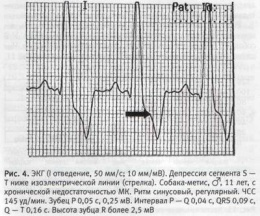 I
Pat. Id:
Рис. 4. ЭКГ (I отведение, 50 мм/с; 10 мм/мВ). Депрессия сегмента S —
Т ниже изоэлектрической линии (стрелка). Собака-метис, ♂, 11 лет, с
хронической недостаточностью МК. Ритм синусовый, регулярный. ЧСС
145 уд/мин. Зубец Р 0,05 с, 0,25 мВ. Интервал Р — Q 0,04 с, QRS 0,09 с,
Q — Т 0,16 с. Высота зубца R более 2,5 мВ